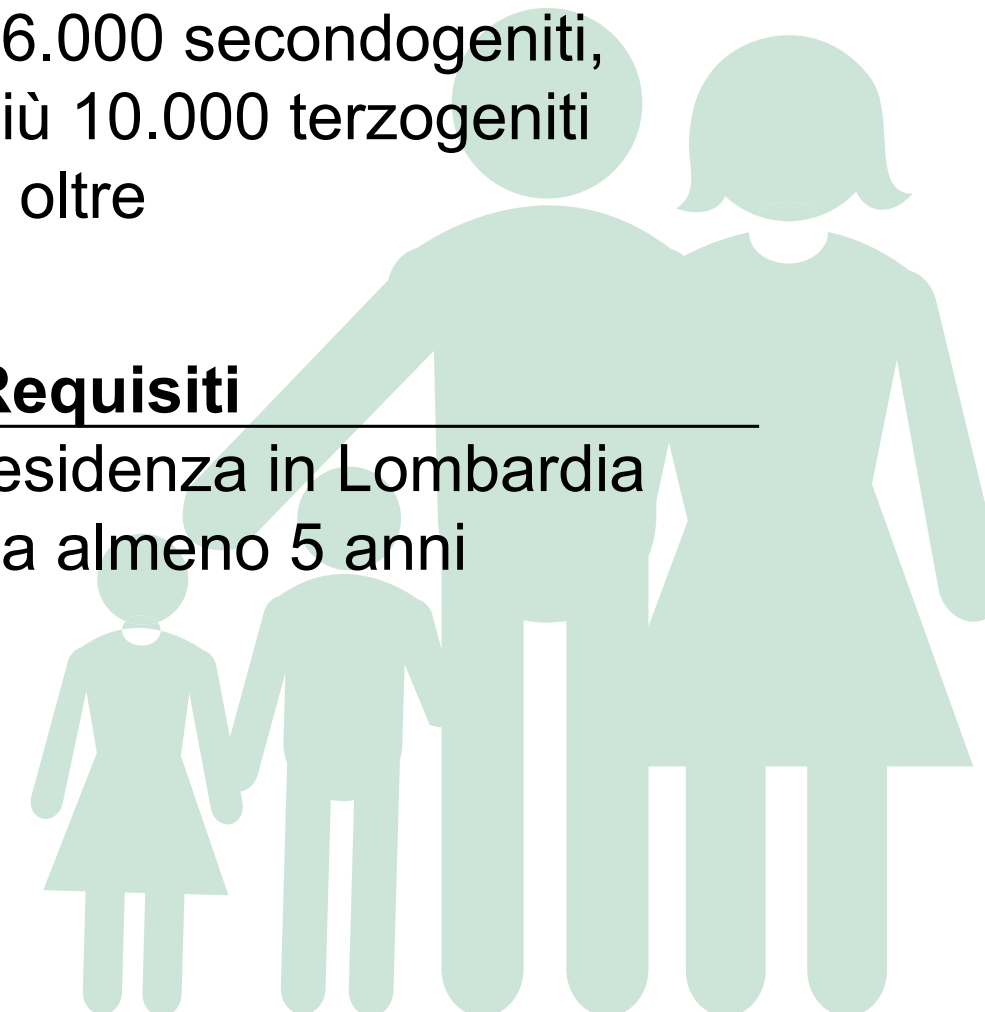 6.000 secondogeniti,
iù 10.000 terzogeniti
oltre
Requisiti
esidenza in Lombardia
a almeno 5 anni